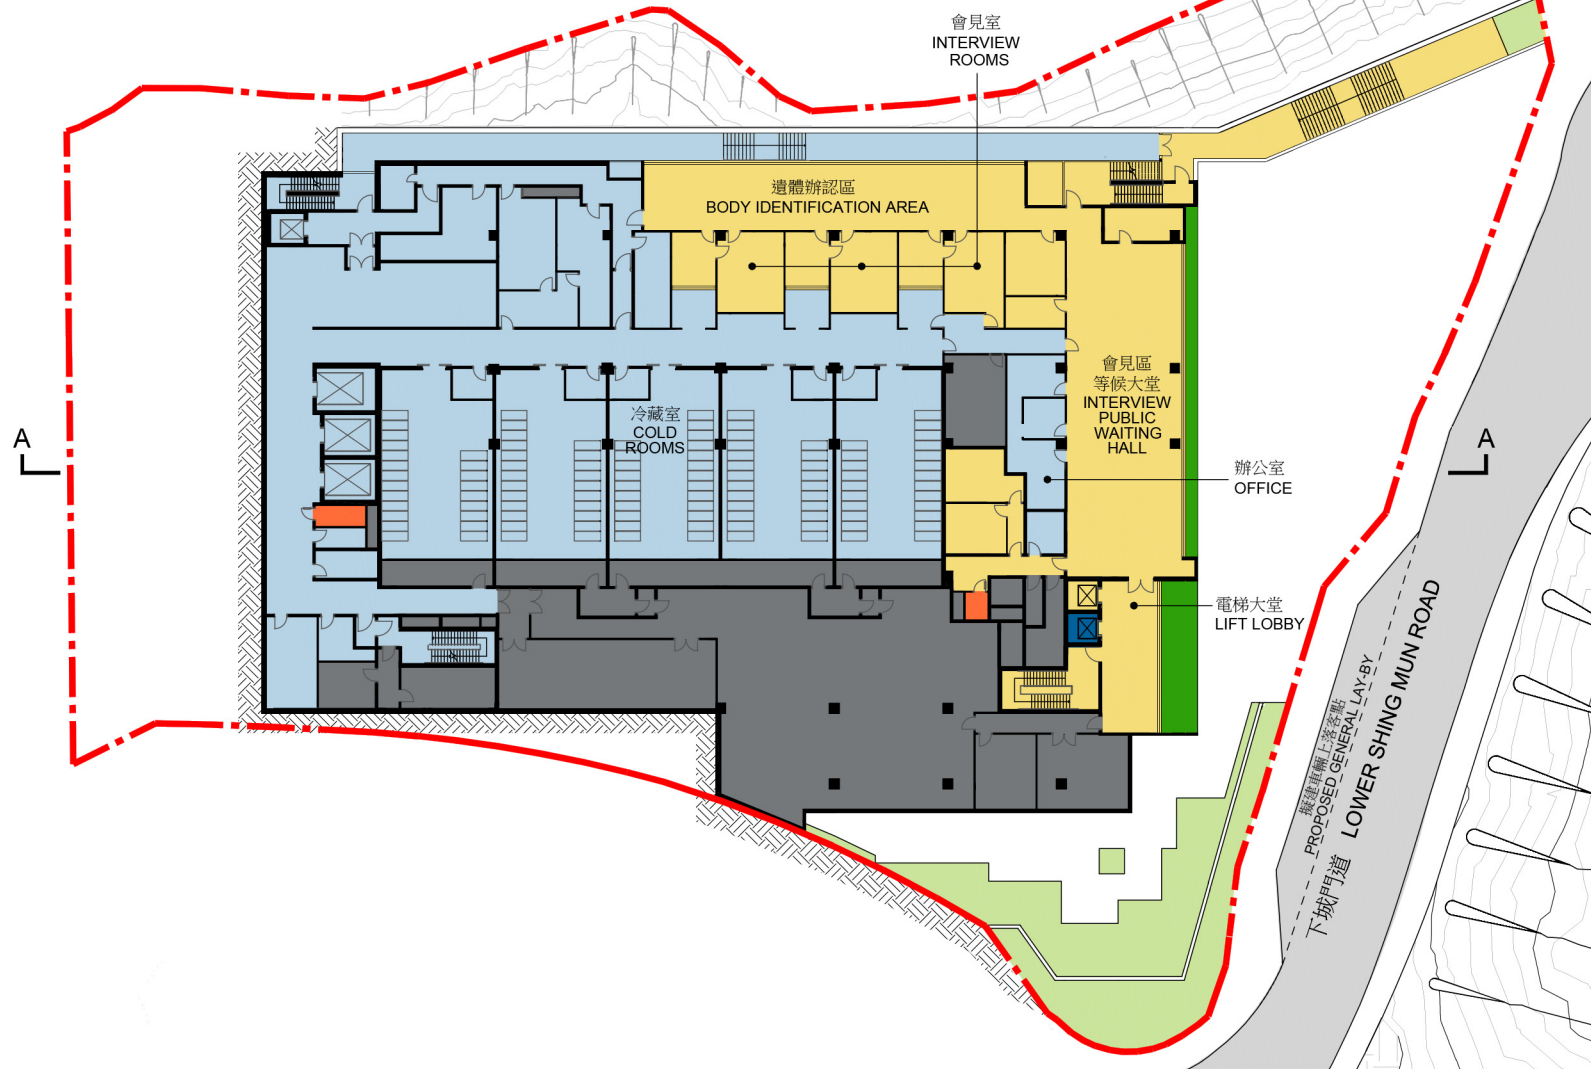 會見室
INTERVIEW
ROOMS
遺體辦認區
BODY IDENTIFICATION AREA
會見區
等候大堂
INTERVIEW
PUBLIC
WAITING
HALL
冷藏室
COLD
ROOMS
A
A
辦公室
OFFICE
電梯大堂
LIFT LOBBY
擬建車輛上落客點
PROPOSED GENERAL LAY-BY
下城門道 LOWER SHING MUN ROAD